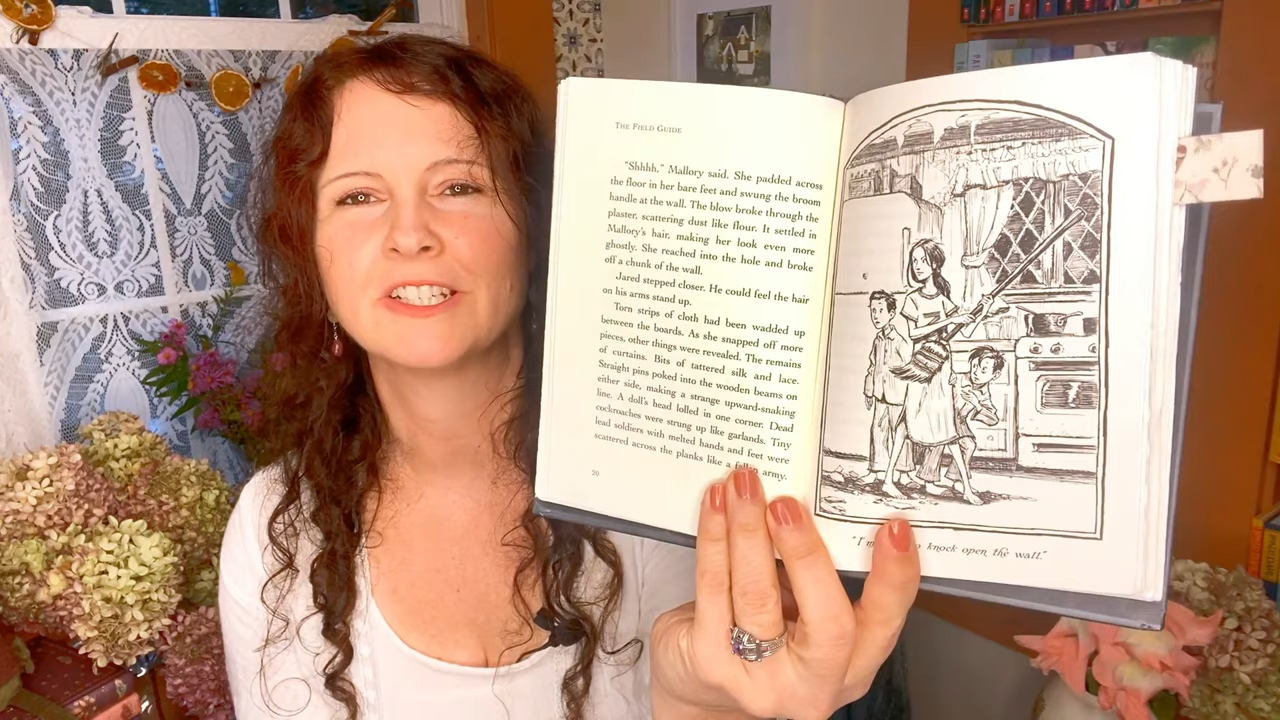 THE FIELD GUIDE
“Shhhh,” Mallory said. She padded across
the floor in her bare feet and swung the broom
handle at the wall. The blow broke through the
plaster, scattering dust like flour. It settled in
Mallory’s hair, making her look even more
ghostly. She reached into the hole and broke
off a chunk of the wall.
Jared stepped closer. He could feel the hair
on his arms stand up.
Torn strips of cloth had been wadded up
between the boards. As she snapped off more
pieces, other things were revealed. The remains
of curtains. Bits of tattered silk and lace.
Straight pins poked into the wooden beams on
either side, making a strange upward-snaking
line. A doll’s head lolled in one corner. Dead
cockroaches were strung up like garlands. Tiny
lead soldiers with melted hands and feet were
scattered across the planks like a fallen army.
20
“I’m to knock open the wall.”